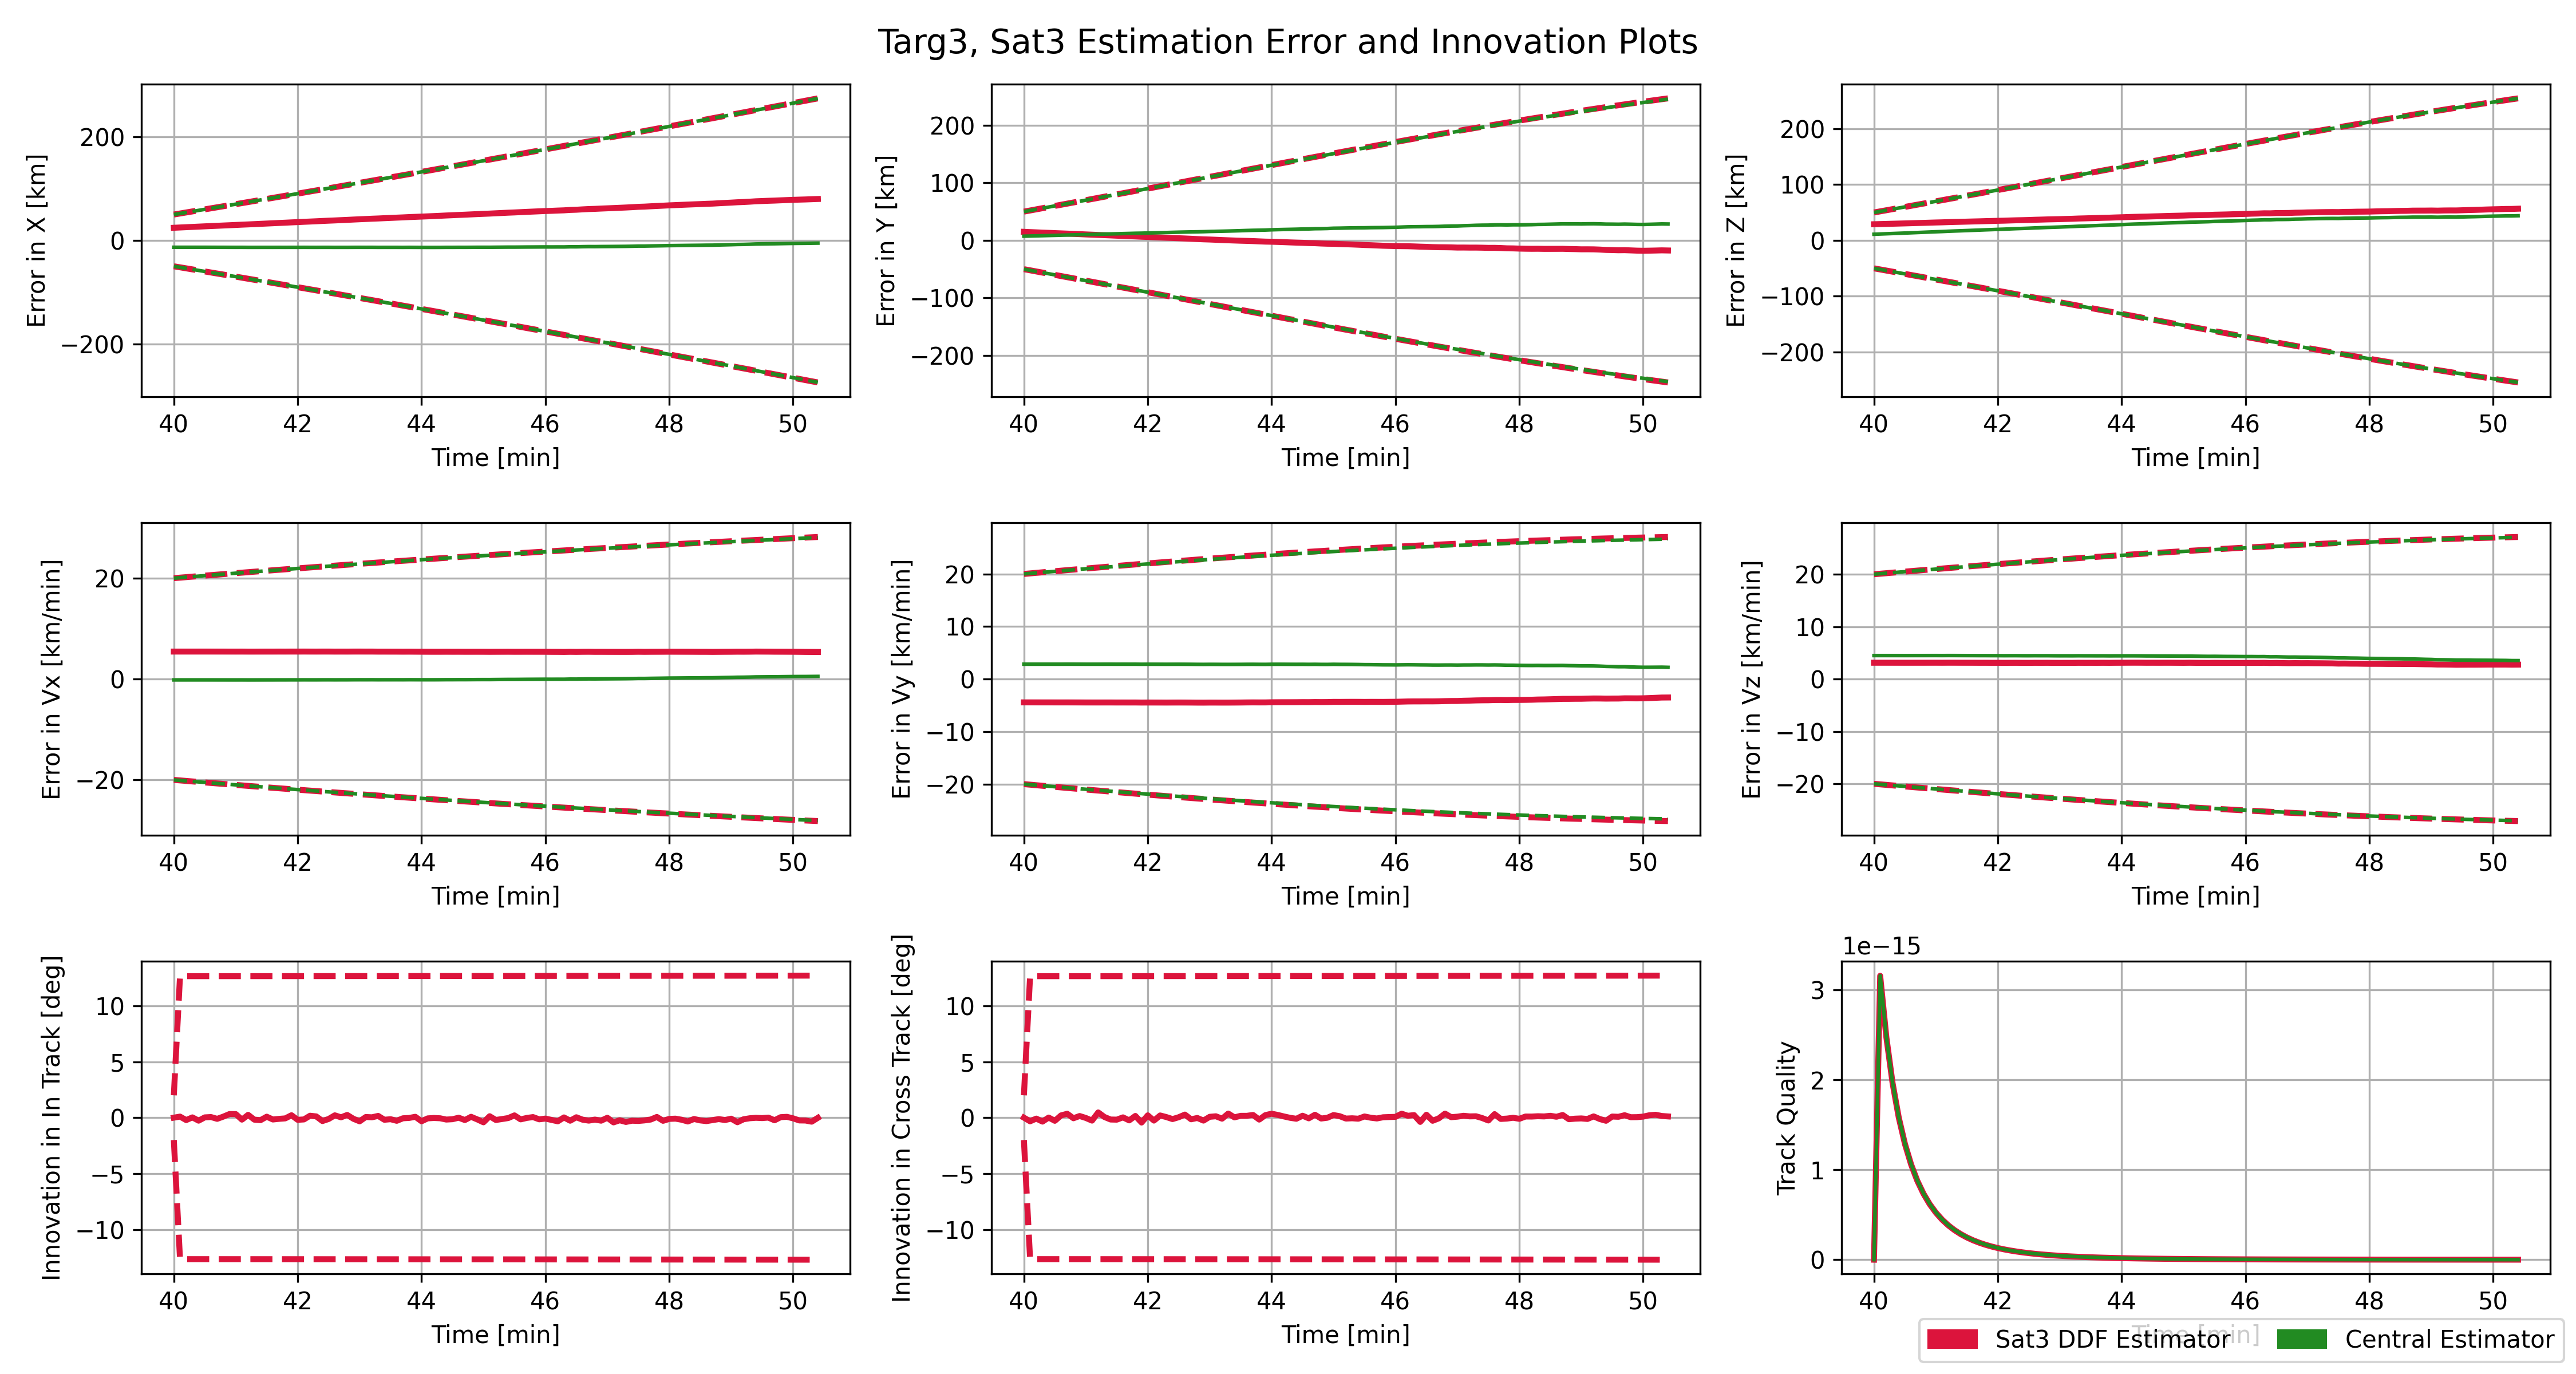 Targ3, Sat3 Estimation Error and Innovation Plots
Error in X [km]
200
0
−200
40 42 44 46 48 50
Time [min]
Error in Y [km]
200
100
0
−100
−200
40 42 44 46 48 50
Time [min]
Error in Z [km]
200
100
0
−100
−200
40 42 44 46 48 50
Time [min]
Error in Vx [km/min]
20
0
−20
40 42 44 46 48 50
Time [min]
Error in Vy [km/min]
20
10
0
−10
−20
40 42 44 46 48 50
Time [min]
Error in Vz [km/min]
20
10
0
−10
−20
40 42 44 46 48 50
Time [min]
Innovation in In Track [deg]
10
5
0
−5
−10
40 42 44 46 48 50
Time [min]
Innovation in Cross Track [deg]
10
5
0
−5
−10
40 42 44 46 48 50
Time [min]
1e−15
Track Quality
3
2
1
0
40 42 44 46 48 50
Time [min]
Sat3 DDF Estimator
Central Estimator